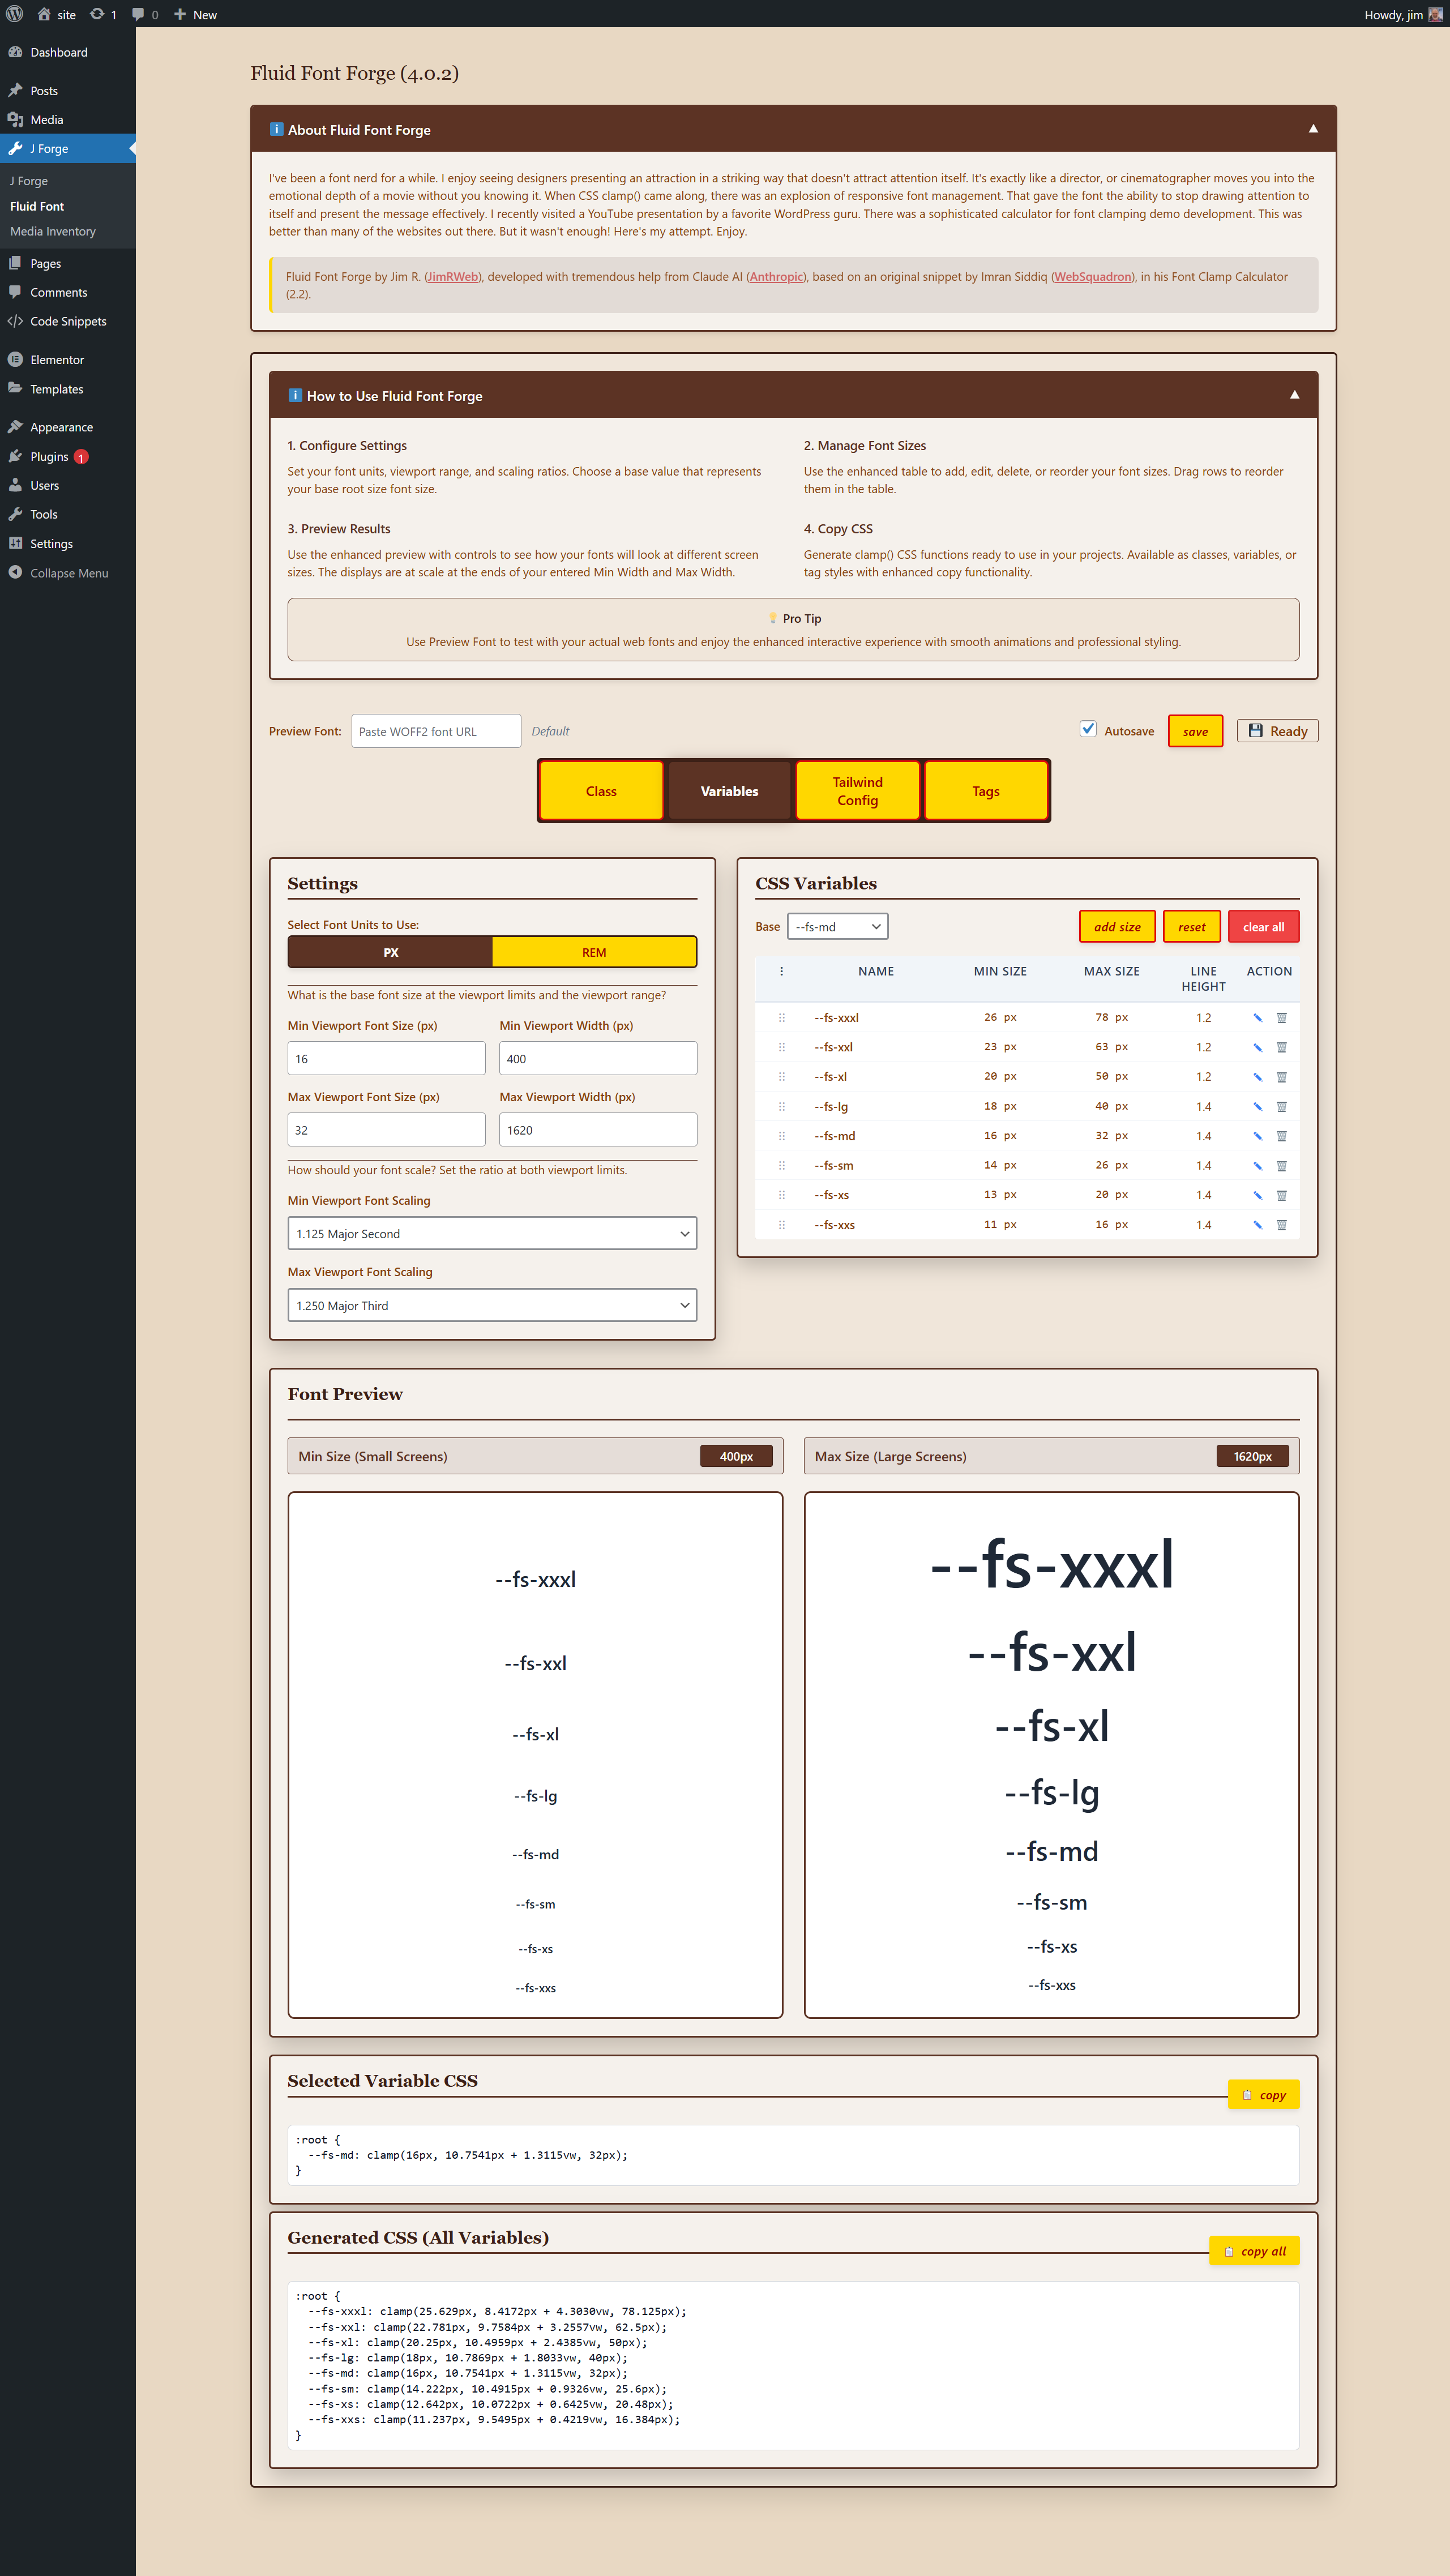 site
1
0
New
Howdy, jim
Dashboard
Posts
Media
J Forge
J Forge
Fluid Font
Media Inventory
Pages
Comments
Code Snippets
Elementor
Templates
Appearance
Plugins 1
Users
Tools
Settings
Collapse Menu
Fluid Font Forge (4.0.2)
About Fluid Font Forge
I've been a font nerd for a while. I enjoy seeing designers presenting an attraction in a striking way that doesn't attract attention itself. It's exactly like a director, or cinematographer moves you into the
emotional depth of a movie without you knowing it. When CSS clamp() came along, there was an explosion of responsive font management. That gave the font the ability to stop drawing attention to
itself and present the message effectively. I recently visited a YouTube presentation by a favorite WordPress guru. There was a sophisticated calculator for font clamping demo development. This was
better than many of the websites out there. But it wasn't enough! Here's my attempt. Enjoy.
Fluid Font Forge by Jim R. (JimRWeb), developed with tremendous help from Claude AI (Anthropic), based on an original snippet by Imran Siddiq (WebSquadron), in his Font Clamp Calculator
(2.2).
How to Use Fluid Font Forge
1. Configure Settings
Set your font units, viewport range, and scaling ratios. Choose a base value that represents
your base root size font size.
2. Manage Font Sizes
Use the enhanced table to add, edit, delete, or reorder your font sizes. Drag rows to reorder
them in the table.
3. Preview Results
Use the enhanced preview with controls to see how your fonts will look at different screen
sizes. The displays are at scale at the ends of your entered Min Width and Max Width.
4. Copy CSS
Generate clamp() CSS functions ready to use in your projects. Available as classes, variables, or
tag styles with enhanced copy functionality.
Pro Tip
Use Preview Font to test with your actual web fonts and enjoy the enhanced interactive experience with smooth animations and professional styling.
Preview Font: Paste WOFF2 font URL Default
Autosave save Ready
Class
Variables
Tailwind
Config
Tags
Settings
Select Font Units to Use:
PX REM
What is the base font size at the viewport limits and the viewport range?
Min Viewport Font Size (px) Min Viewport Width (px)
16 400
Max Viewport Font Size (px) Max Viewport Width (px)
32 1620
How should your font scale? Set the ratio at both viewport limits.
Min Viewport Font Scaling
1.125 Major Second
Max Viewport Font Scaling
1.250 Major Third
CSS Variables
Base --fs-md add size reset clear all
NAME MIN SIZE MAX SIZE LINE HEIGHT ACTION
--fs-xxxl 26 px 78 px 1.2
--fs-xxl 23 px 63 px 1.2
--fs-xl 20 px 50 px 1.2
--fs-lg 18 px 40 px 1.4
--fs-md 16 px 32 px 1.4
--fs-sm 14 px 26 px 1.4
--fs-xs 13 px 20 px 1.4
--fs-xxs 11 px 16 px 1.4
Font Preview
Min Size (Small Screens) 400px
--fs-xxxl
--fs-xxl
--fs-xl
--fs-lg
--fs-md
--fs-sm
--fs-xs
--fs-xxs
Max Size (Large Screens) 1620px
--fs-xxxl
--fs-xxl
--fs-xl
--fs-lg
--fs-md
--fs-sm
--fs-xs
--fs-xxs
Selected Variable CSS
copy
:root {
--fs-md: clamp(16px, 10.7541px + 1.3115vw, 32px);
}
Generated CSS (All Variables)
copy all
:root {
--fs-xxxl: clamp(25.629px, 8.4172px + 4.3030vw, 78.125px);
--fs-xxl: clamp(22.781px, 9.7584px + 3.2557vw, 62.5px);
--fs-xl: clamp(20.25px, 10.4959px + 2.4385vw, 50px);
--fs-lg: clamp(18px, 10.7869px + 1.8033vw, 40px);
--fs-md: clamp(16px, 10.7541px + 1.3115vw, 32px);
--fs-sm: clamp(14.222px, 10.4915px + 0.9326vw, 25.6px);
--fs-xs: clamp(12.642px, 10.0722px + 0.6425vw, 20.48px);
--fs-xxs: clamp(11.237px, 9.5495px + 0.4219vw, 16.384px);
}